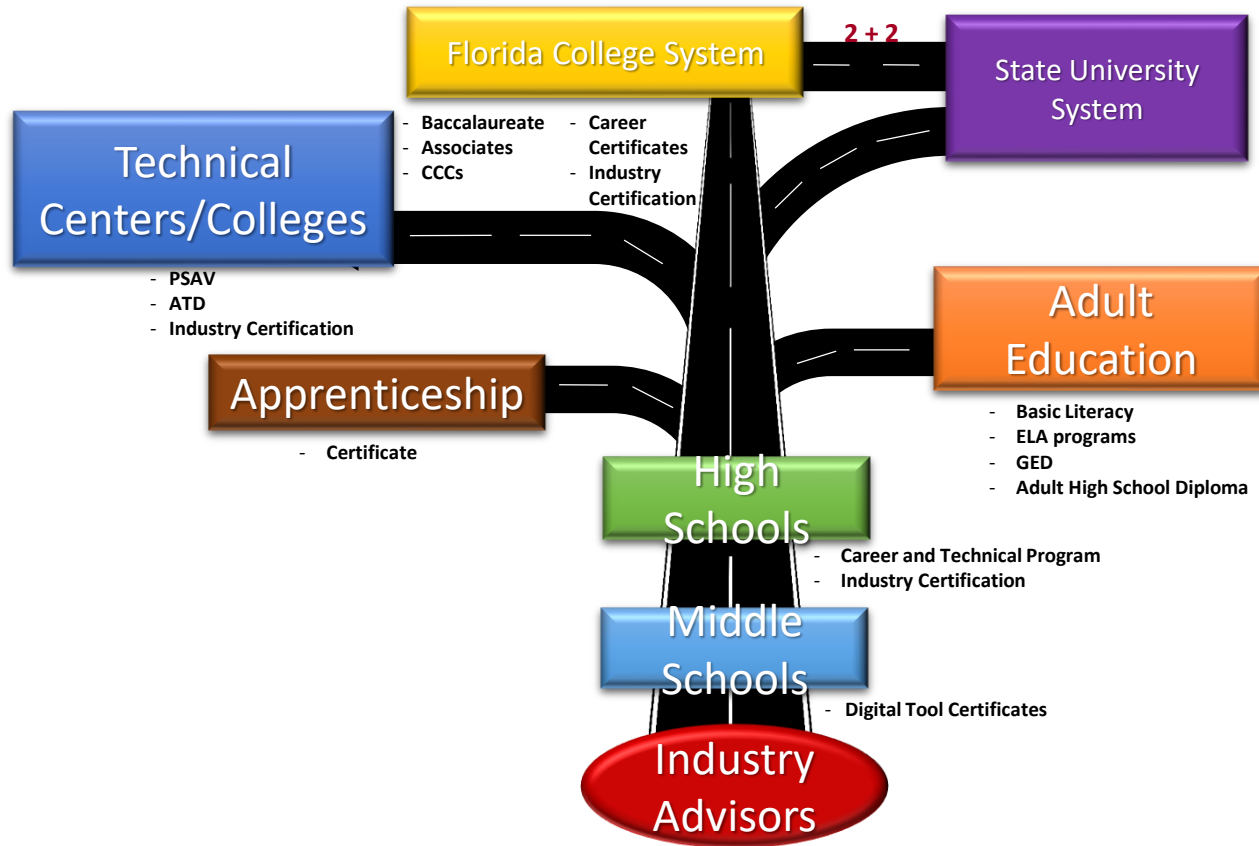 2 + 2
Florida College System
State University
System
- Baccalaureate
- Associates
- CCCs
- Career
Certificates
- Industry
Certification
Technical
Centers/Colleges
- PSAV
- ATD
- Industry Certification
Adult
Education
- Basic Literacy
- ELA programs
- GED
- Adult High School Diploma
Apprenticeship
- Certificate
High
Schools
- Career and Technical Program
- Industry Certification
Middle
Schools
- Digital Tool Certificates
Industry
Advisors